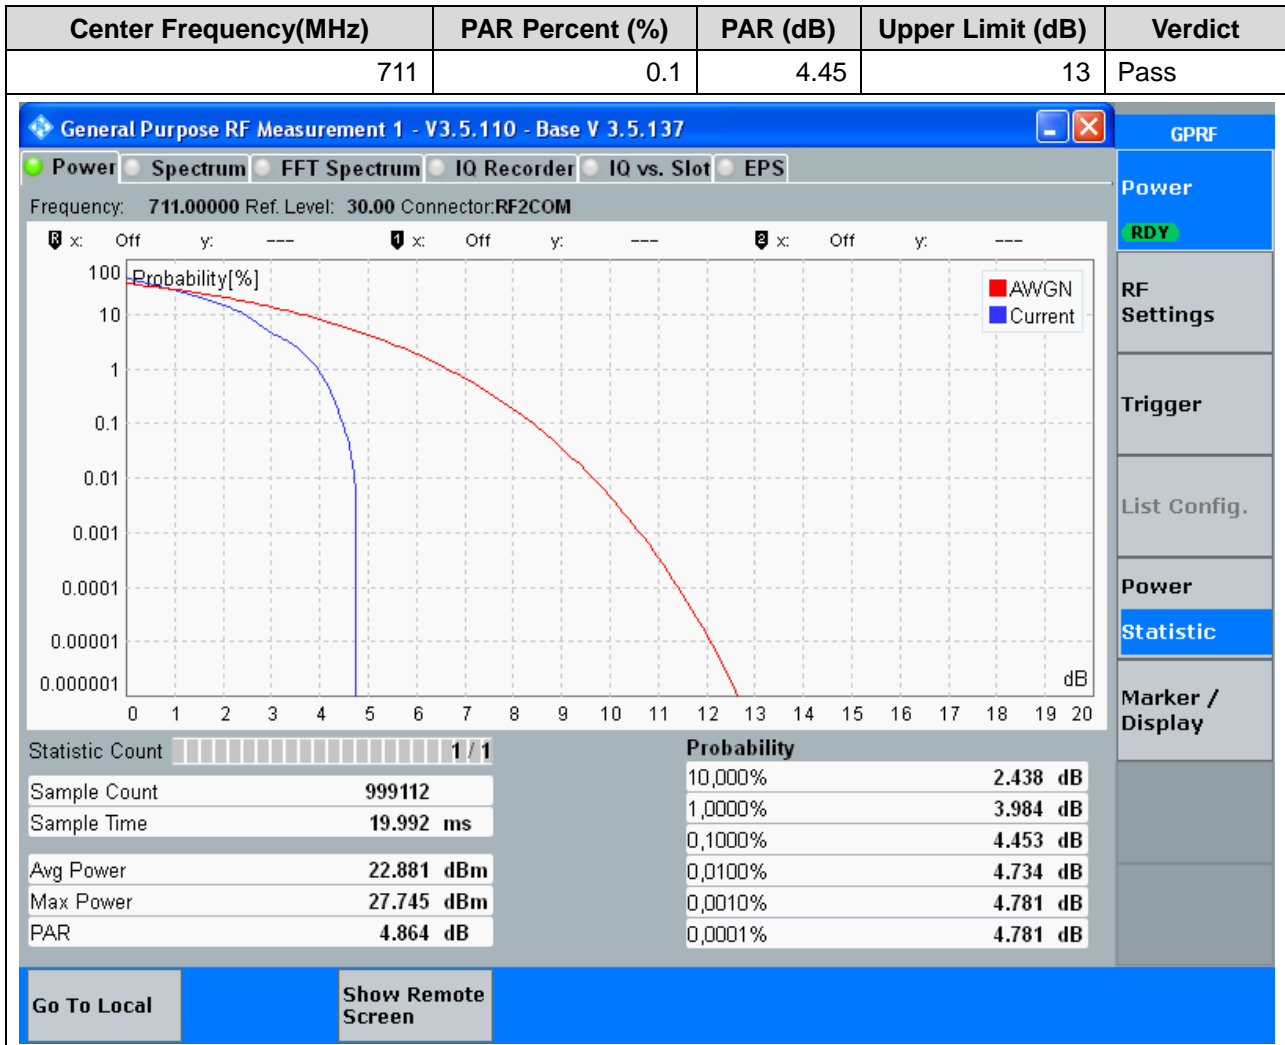 Center Frequency(MHz) PAR Percent (%) PAR (dB) Upper Limit (dB) Verdict
711 0.1 4.45 13 Pass
General Purpose RF Measurement 1 - V3.5.110 - Base V 3.5.137
GPRF
Power Spectrum FFT Spectrum IQ Recorder IQ vs. Slot EPS
Power
RDY
Frequency: 711.00000 Ref. Level: 30.00 Connector:RF2COM
R x: Off y: --- 1 x: Off y: --- 2 x: Off y: ---
100 Probability[%]
AWGN
Current
10
1
0.1
0.01
0.001
0.0001
0.00001
0.000001
dB
0 1 2 3 4 5 6 7 8 9 10 11 12 13 14 15 16 17 18 19 20
RF
Settings
Trigger
List Config.
Power
Statistic
Marker /
Display
Statistic Count 1 / 1
Sample Count 999112
Sample Time 19.992 ms
Avg Power 22.881 dBm
Max Power 27.745 dBm
PAR 4.864 dB
Probability
10,000% 2.438 dB
1,0000% 3.984 dB
0,1000% 4.453 dB
0,0100% 4.734 dB
0,0010% 4.781 dB
0,0001% 4.781 dB
Go To Local
Show Remote
Screen